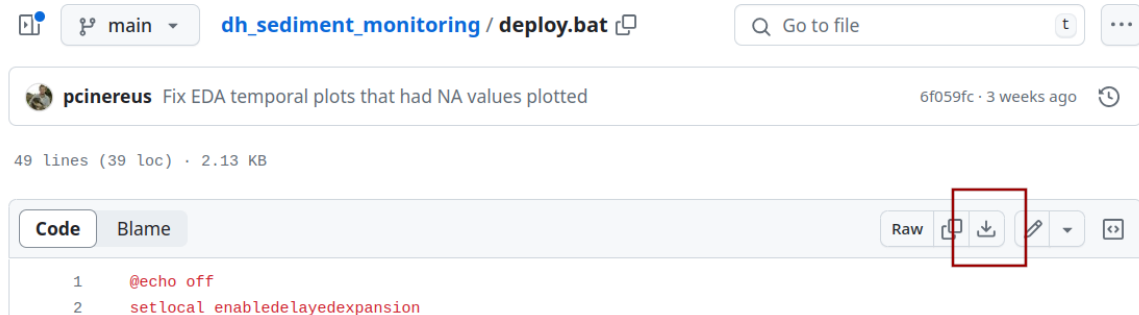 main dh_sediment_monitoring / deploy.bat Go to file t
pcinereus Fix EDA temporal plots that had NA values plotted 6f059fc · 3 weeks ago
49 lines (39 loc) · 2.13 KB
Code Blame Raw
1 @echo off
2 setlocal enabledelayedexpansion